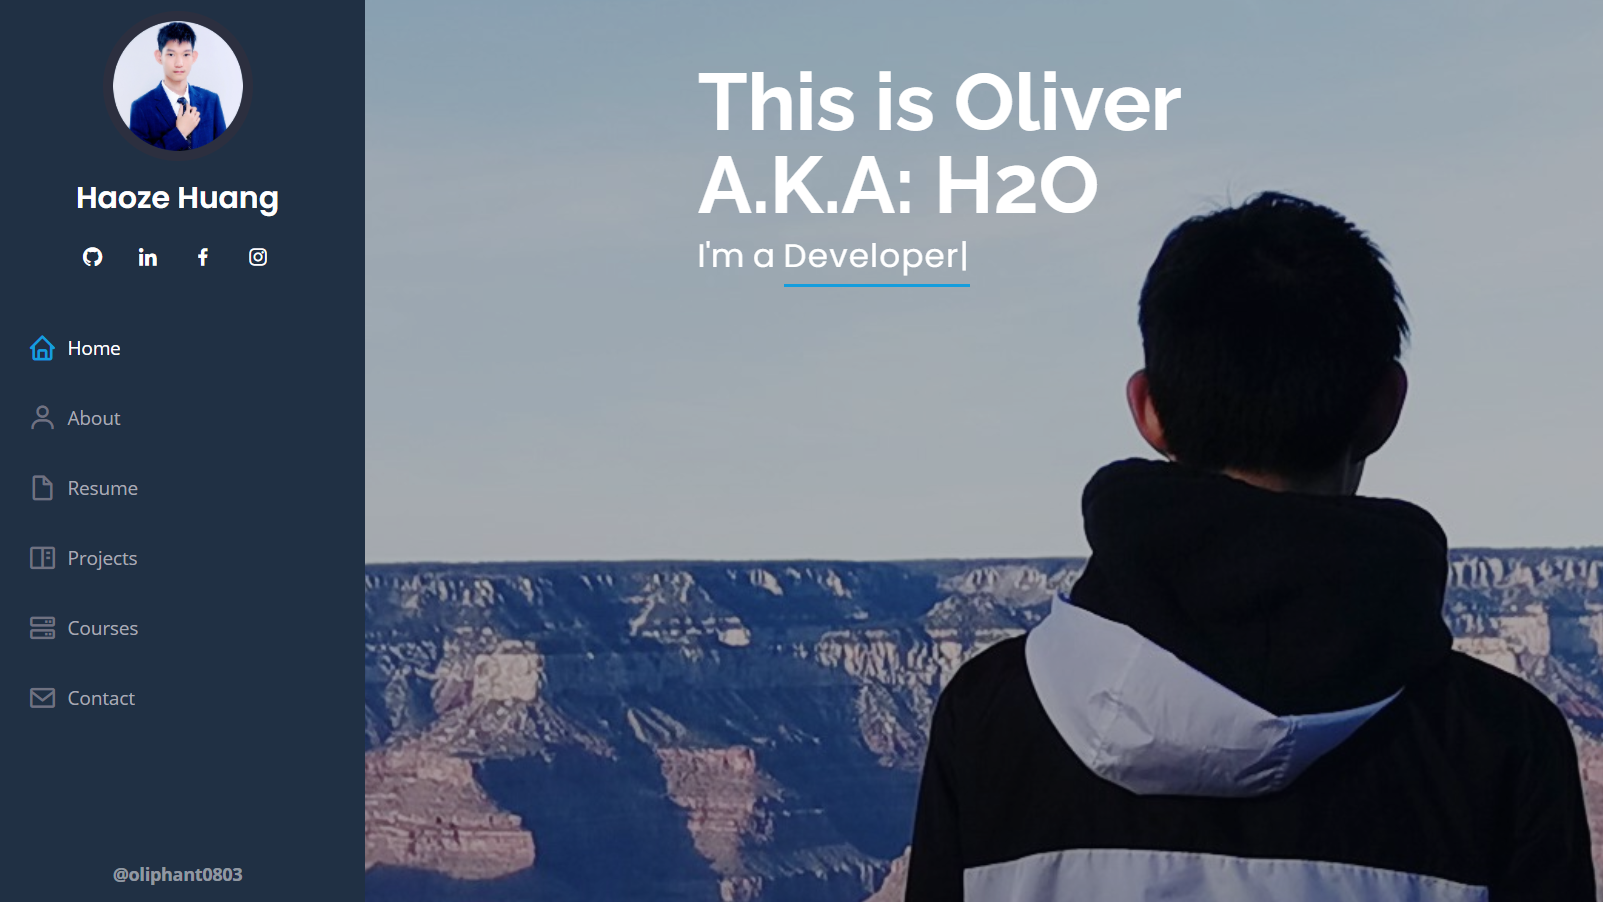 Haoze Huang
Home
About
Resume
Projects
Courses
Contact
@oliphant0803
This is Oliver
A.K.A: H2O
I'm a Developer|